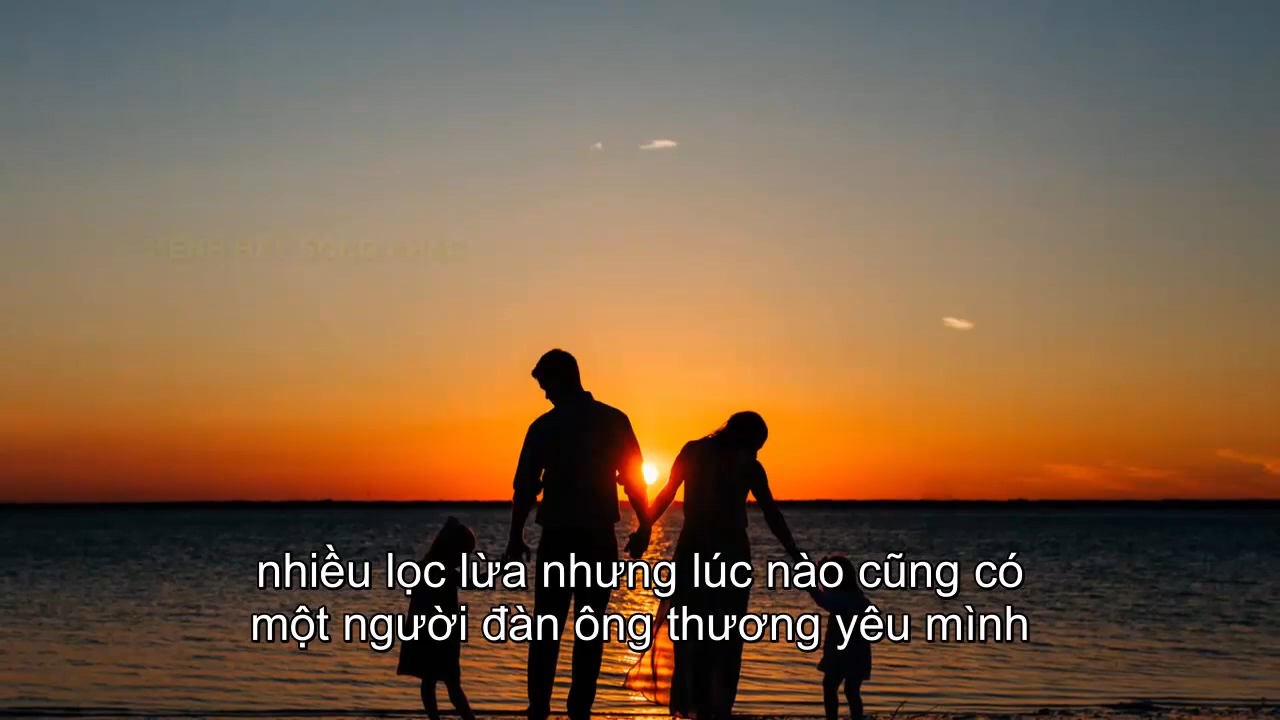 nhiều lọc lừa nhưng lúc nào cũng có
một người đàn ông thương yêu mình